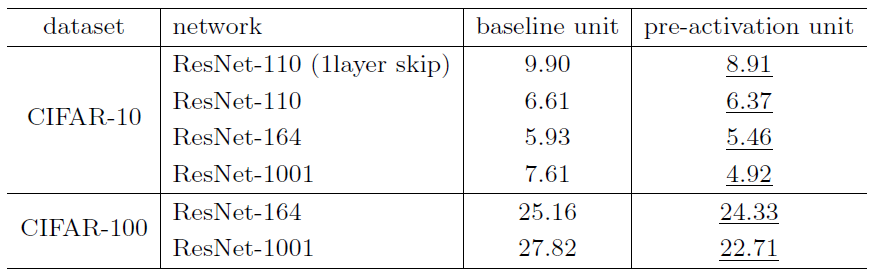 dataset network baseline unit pre-activation unit
CIFAR-10
ResNet-110 (1layer skip) 9.90 8.91
ResNet-110 6.61 6.37
ResNet-164 5.93 5.46
ResNet-1001 7.61 4.92
CIFAR-100
ResNet-164 25.16 24.33
ResNet-1001 27.82 22.71